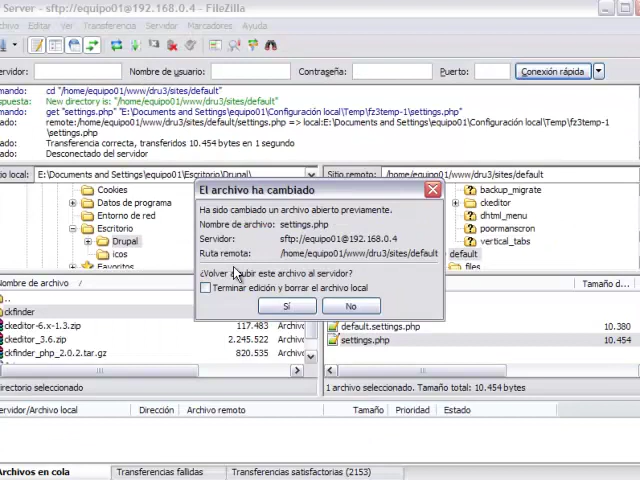 Server - sftp://equipo01@192.168.0.4 - FileZilla
Archivo Editar Ver Transferencia Servidor Marcadores Ayuda
ervidor: Nombre de usuario: Contraseña: Puerto: Conexión rápida
mando: cd "/home/equipo01/www/dru3/sites/default"
spuesta: New directory is: "/home/equipo01/www/dru3/sites/default"
mando: get "settings.php" "E:\Documents and Settings\equipo01\Configuración local\Temp\fz3temp-1\settings.php"
ado: remote:/home/equipo01/www/dru3/sites/default/settings.php => local:E:\Documents and Settings\equipo01\Configuración local\Temp\fz3temp-1
\settings.php
ado: Transferencia correcta, transferidos 10.454 bytes en 1 segundo
ado: Desconectado del servidor
tio local: E:\Documents and Settings\equipo01\Escritorio\Drupal\
Sitio remoto: /home/equipo01/www/dru3/sites/default
Cookies
Datos de programa
Entorno de red
Escritorio
Drupal
icos
Favoritos
backup_migrate
ckeditor
dhtml_menu
poormanscron
vertical_tabs
default
files
El archivo ha cambiado
Ha sido cambiado un archivo abierto previamente.
Nombre de archivo: settings.php
Servidor: sftp://equipo01@192.168.0.4
Ruta remota: /home/equipo01/www/dru3/sites/default
¿Volver a subir este archivo al servidor?
Terminar edición y borrar el archivo local
Sí No
Nombre de archivo
..
ckfinder
ckeditor-6.x-1.3.zip 117.483 Archivo
ckeditor_3.6.zip 2.245.522 Archivo
ckfinder_php_2.0.2.tar.gz 820.535 Archivo
Tamaño d...
default.settings.php 10.380
settings.php 10.454
irectorio seleccionado
1 archivo seleccionado. Tamaño total: 10.454 bytes
ervidor/Archivo local Dirección Archivo remoto Tamaño Prioridad Estado
Archivos en cola Transferencias fallidas Transferencias satisfactorias (2153)